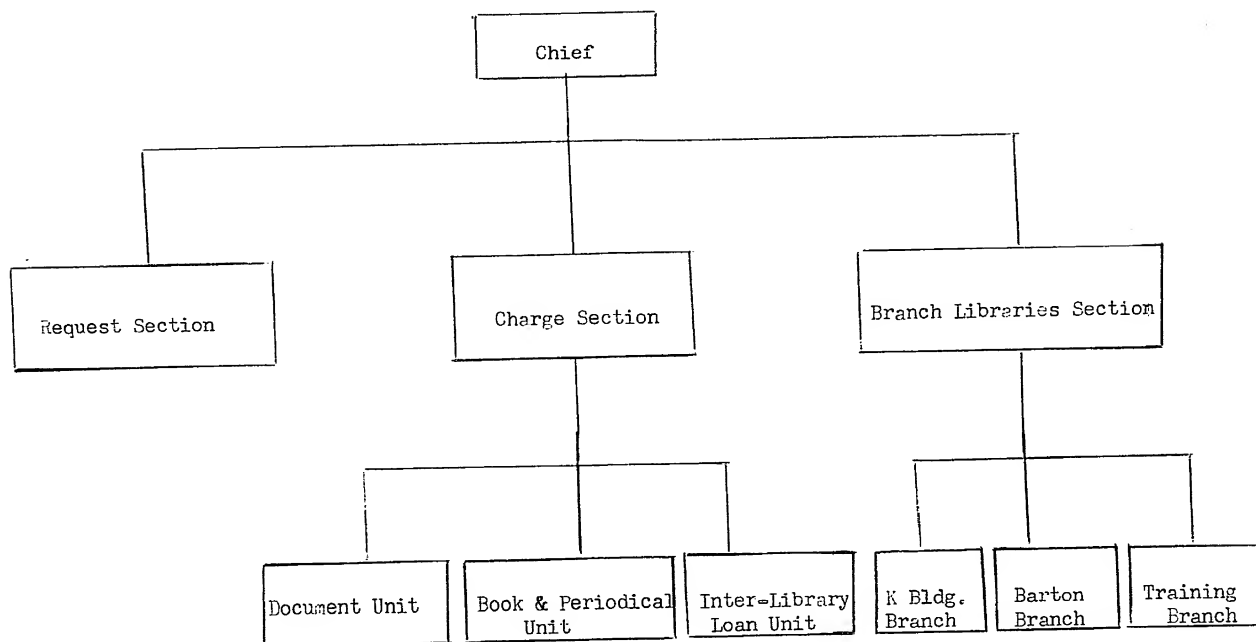 Chief
Request Section
Charge Section
Branch Libraries Section
Document Unit
Book & Periodical
Unit
Inter-Library
Loan Unit
K Bldg.
Branch
Barton
Branch
Training
Branch